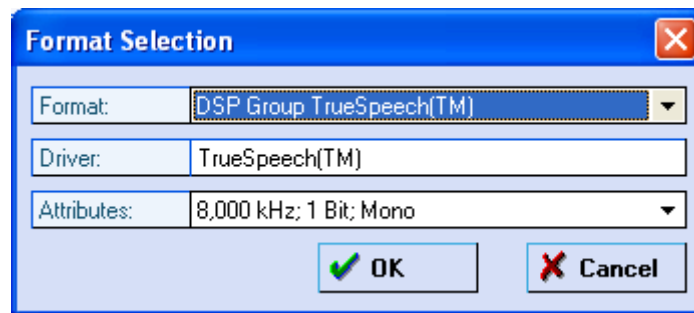 Format Selection
Format: DSP Group TrueSpeech(TM)
Driver: TrueSpeech(TM)
Attributes: 8,000 kHz; 1 Bit; Mono
OK Cancel